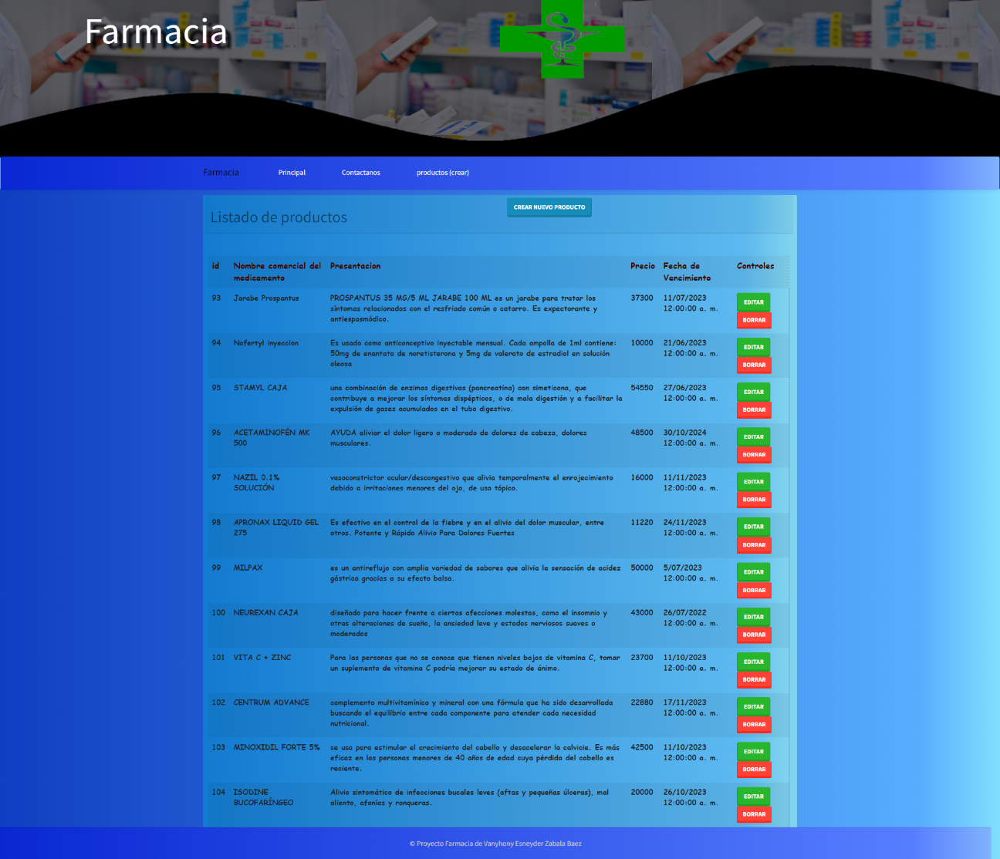 Farmacia
Farmacia Principal Contactanos productos (crear)
Listado de productos
CREAR NUEVO PRODUCTO
id Nombre comercial del medicamento Presentacion Precio Fecha de Vencimiento Controles
93 Jarabe Prospantus PROSPANTUS 35 MG/5 ML JARABE 100 ML es un jarabe para tratar los 37300 11/07/2023 EDITAR
síntomas relacionados con el resfriado común o catarro. Es expectorante y 12:00:00 a. m.
antiespasmódico. BORRAR
94 Nofertyl inyeccion Es usado como anticonceptivo inyectable mensual. Cada ampolla de 1ml contiene: 10000 21/06/2023 EDITAR
50mg de enantato de noretisterona y 5mg de valerato de estradiol en solución 12:00:00 a. m.
oleosa BORRAR
95 STAMYL CAJA una combinación de enzimas digestivas (pancreatina) con simeticona, que 54550 27/06/2023 EDITAR
contribuye a mejorar los síntomas dispépticos, o de mala digestión y a facilitar la 12:00:00 a. m.
expulsión de gases acumulados en el tubo digestivo. BORRAR
96 ACETAMINOFÉN MK AYUDA aliviar el dolor ligero o moderado de dolores de cabeza, dolores 48500 30/10/2024 EDITAR
500 musculares. 12:00:00 a. m.
BORRAR
97 NAZIL 0.1% vasoconstrictor ocular/descongestivo que alivia temporalmente el enrojecimiento 16000 11/11/2023 EDITAR
SOLUCIÓN debido a irritaciones menores del ojo, de uso tópico. 12:00:00 a. m.
BORRAR
98 APRONAX LIQUID GEL Es efectivo en el control de la fiebre y en el alivio del dolor muscular, entre 11220 24/11/2023 EDITAR
275 otros. Potente y Rápido Alivio Para Dolores Fuertes 12:00:00 a. m.
BORRAR
99 MILPAX es un antireflujo con amplia variedad de sabores que alivia la sensación de acidez 50000 5/07/2023 EDITAR
gástrica gracias a su efecto balsa. 12:00:00 a. m.
BORRAR
100 NEUREXAN CAJA diseñado para hacer frente a ciertas afecciones molestas, como el insomnio y 43000 26/07/2022 EDITAR
otras alteraciones de sueño, la ansiedad leve y estados nerviosos suaves o 12:00:00 a. m.
moderados BORRAR
101 VITA C + ZINC Para las personas que no se conoce que tienen niveles bajos de vitamina C, tomar 23700 11/10/2023 EDITAR
un suplemento de vitamina C podría mejorar su estado de ánimo. 12:00:00 a. m.
BORRAR
102 CENTRUM ADVANCE complemento multivitamínico y mineral con una fórmula que ha sido desarrollada 22880 17/11/2023 EDITAR
buscando el equilibrio entre cada componente para atender cada necesidad 12:00:00 a. m.
nutricional. BORRAR
103 MINOXIDIL FORTE 5% se usa para estimular el crecimiento del cabello y desacelerar la calvicie. Es más 42500 11/10/2023 EDITAR
eficaz en las personas menores de 40 años de edad cuya pérdida del cabello es 12:00:00 a. m.
reciente. BORRAR
104 ISODINE Alivio sintomático de infecciones bucales leves (aftas y pequeñas úlceras), mal 20000 26/10/2023 EDITAR
BUCOFARÍNGEO aliento, afonías y ronqueras. 12:00:00 a. m.
BORRAR
© Proyecto Farmacia de Vanyhony Esneyder Zabala Baez